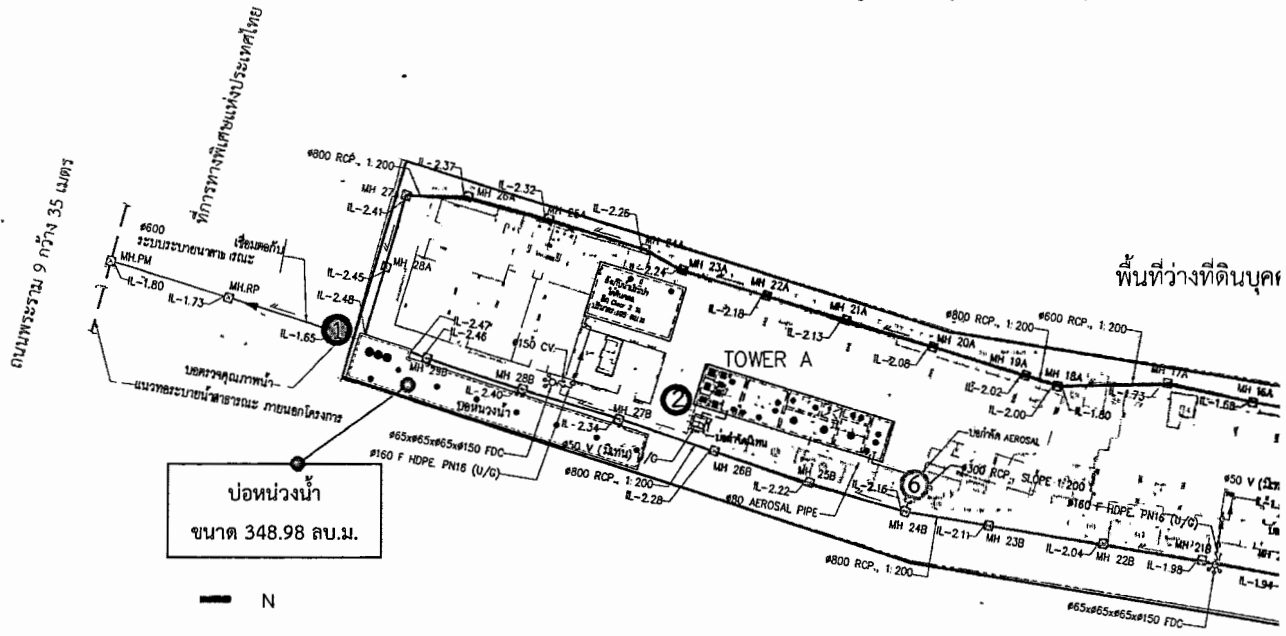 ถนนพระราม 9 กว้าง 35 เมตร
ที่การทางพิเศษแห่งประเทศไทย
ø600
ระบบระบายน้ำสาธารณะ
เชื่อมต่อกับ
MH.PM
IL-1.80
MH.RP
IL-1.73
IL-1.65
1
บ่อตรวจคุณภาพน้ำ
แนวท่อระบายน้ำสาธารณะ ภายนอกโครงการ
บ่อหน่วงน้ำ
ขนาด 348.98 ลบ.ม.
N
ø800 RCP., 1:200
IL-2.37
MH 27A
IL-2.41
MH 26A
IL-2.32
MH 25A
IL-2.26
MH 24A
IL-2.24
MH 23A
MH 22A
IL-2.18
MH 21A
IL-2.13
MH 20A
IL-2.08
ø800 RCP., 1:200
ø600 RCP., 1:200
MH 19A
IL-2.02
MH 18A
IL-2.00
IL-1.80
IL-1.73
MH 17A
IL-1.68
MH 16A
พื้นที่ว่างที่ดินบุคค
IL-2.45
MH 28A
IL-2.48
IL-2.47
IL-2.46
MH 29B
ø150 CV.
IL-2.40
MH 28B
บ่อหน่วงน้ำ
MH 27B
IL-2.34
2
TOWER A
ø65xø65xø65xø150 FDC
ø160 F HDPE. PN16 (U/G)
ø50 V (มีเทน) U/G
ø800 RCP., 1:200
IL-2.28
MH 26B
บ่อกำจัดมีเทน
MH 25B
IL-2.22
ø80 AEROSAL PIPE
บ่อกำจัด AEROSAL
IL-2.16
6
ø300 RCP. SLOPE 1:200
MH 24B
IL-2.11
MH 23B
ø800 RCP., 1:200
IL-2.04
MH 22B
ø160 F HDPE. PN16 (U/G)
IL-1.98
MH 21B
IL-1.94
ø65xø65xø65xø150 FDC